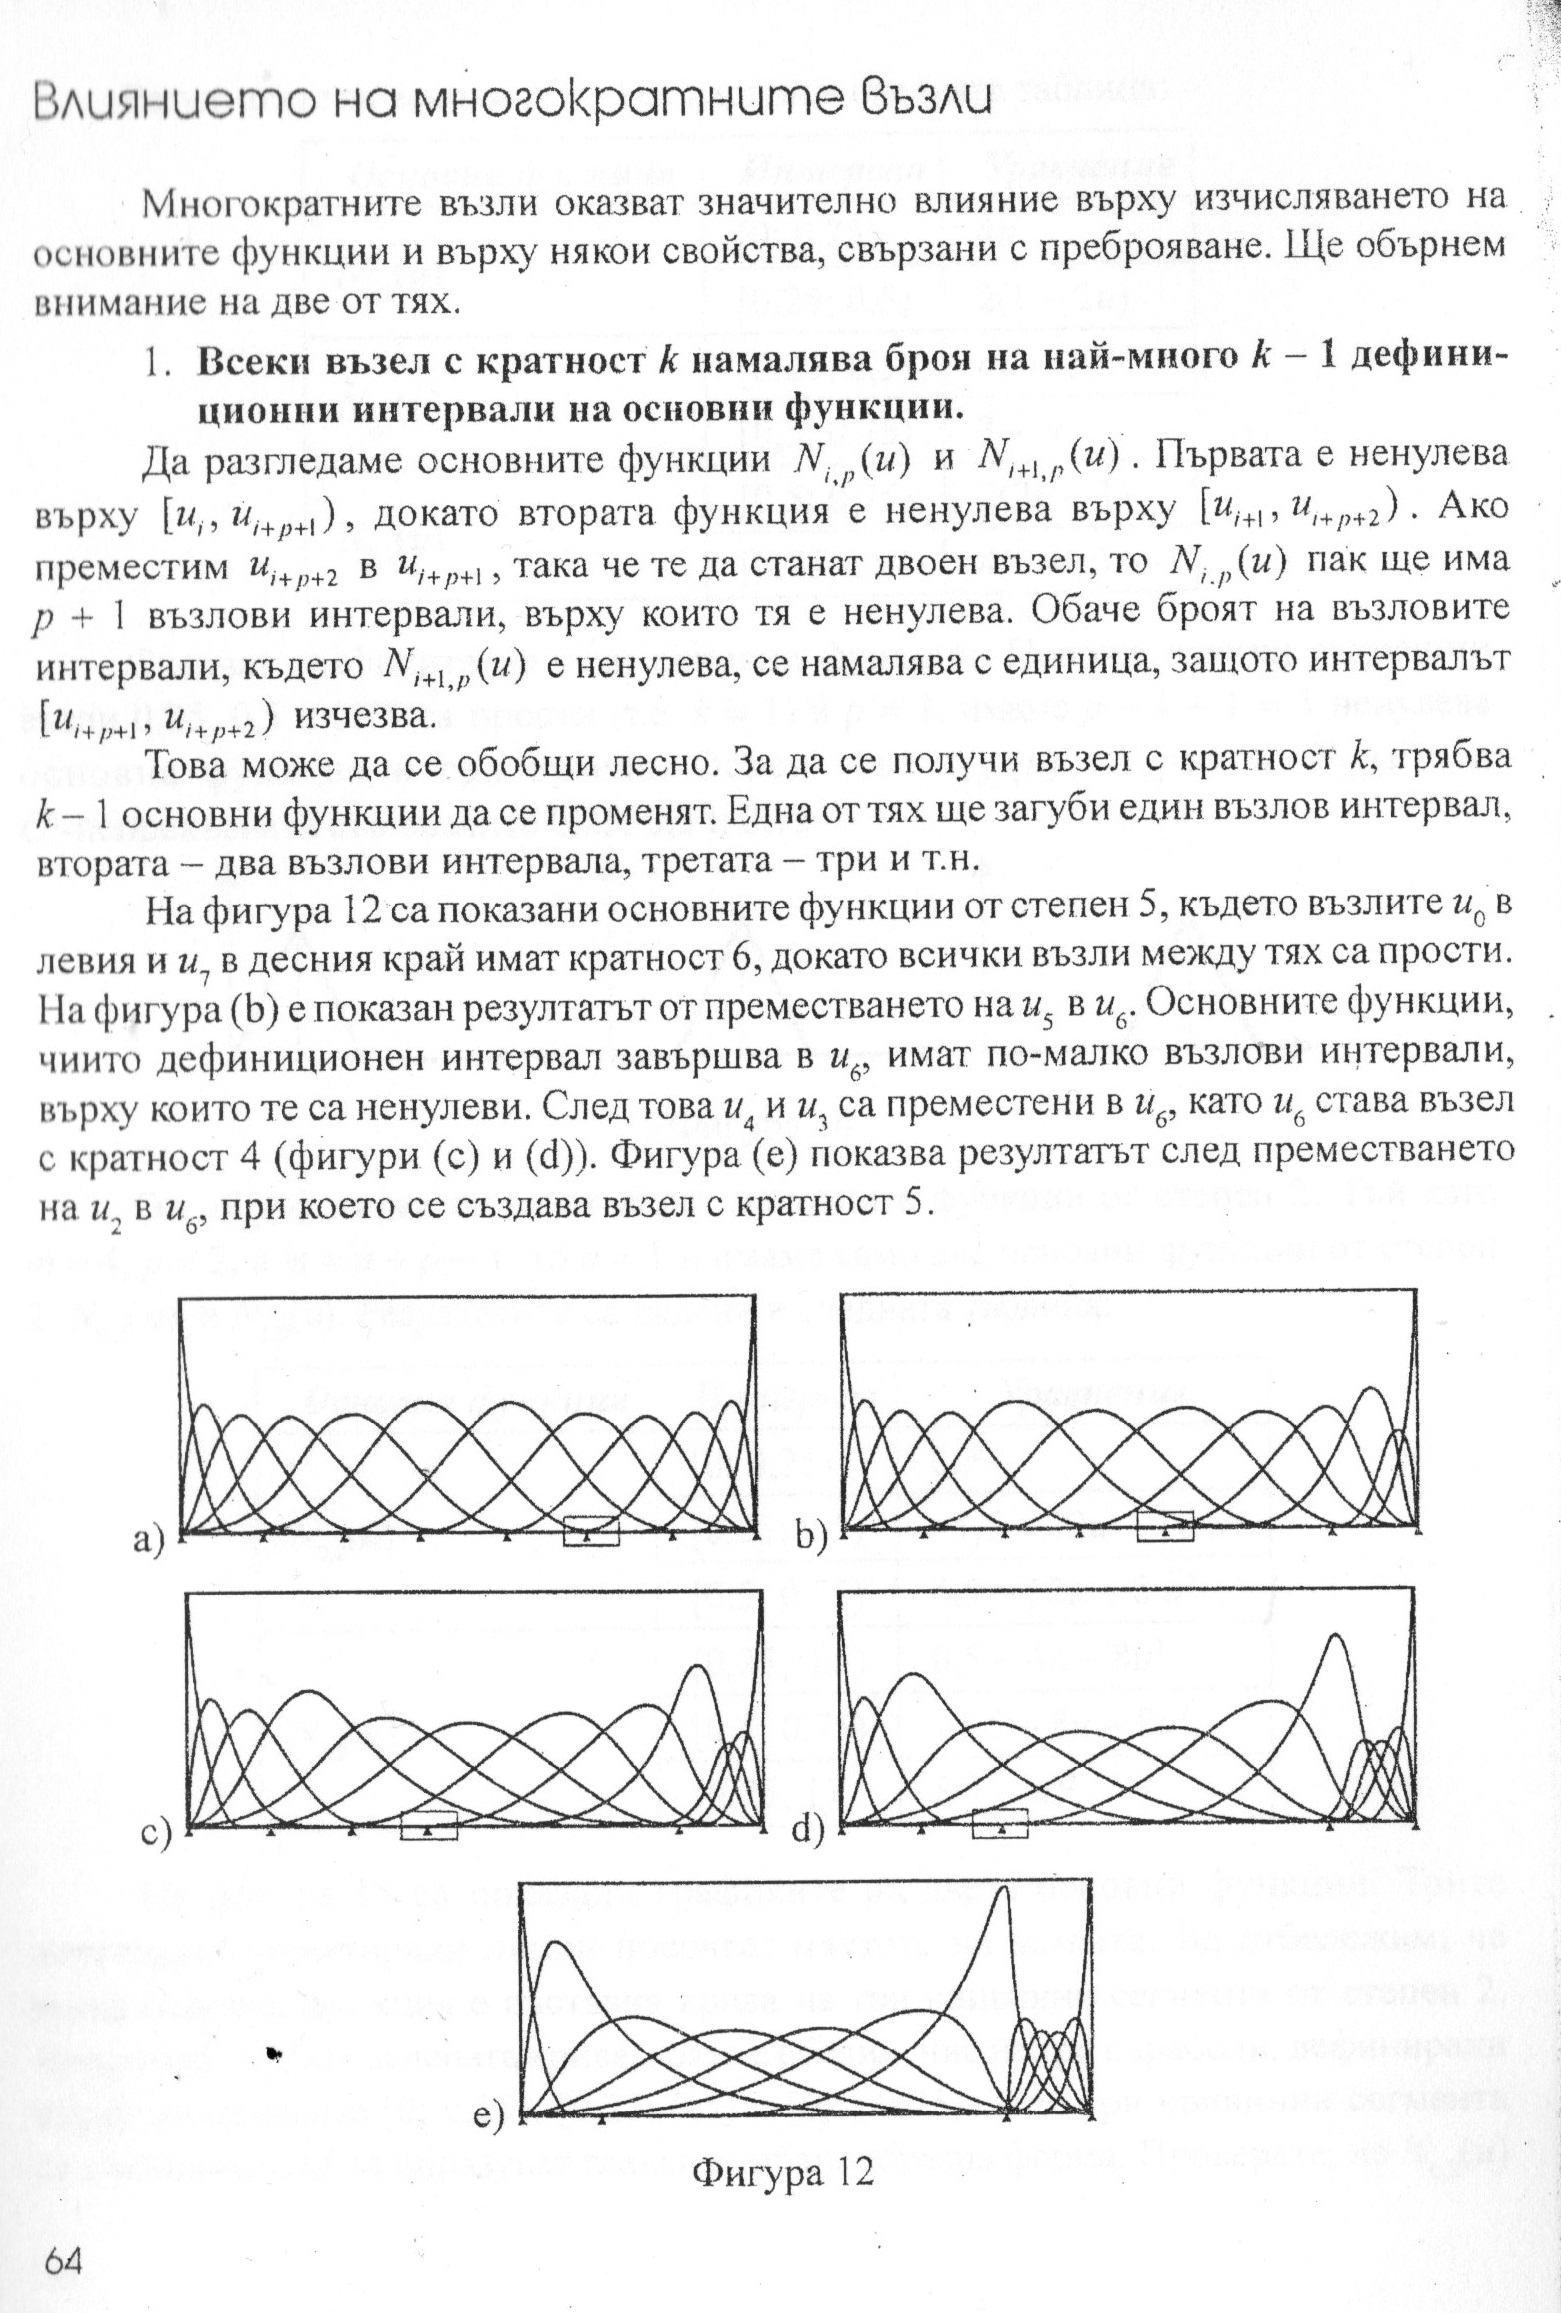 Влиянието на многократните възли
Многократните възли оказват значително влияние върху изчисляването на
основните функции и върху някои свойства, свързани с преброяване. Ще обърнем
внимание на две от тях.
1. Всеки възел с кратност k намалява броя на най-много k – 1 дефини-
ционни интервали на основни функции.
Да разгледаме основните функции N_{i,p}(u) и N_{i+1,p}(u). Първата е ненулева
върху [u_i, u_{i+p+1}), докато втората функция е ненулева върху [u_{i+1}, u_{i+p+2}). Ако
преместим u_{i+p+2} в u_{i+p+1}, така че те да станат двоен възел, то N_{i,p}(u) пак ще има
p + 1 възлови интервали, върху които тя е ненулева. Обаче броят на възловите
интервали, където N_{i+1,p}(u) е ненулева, се намалява с единица, защото интервалът
[u_{i+p+1}, u_{i+p+2}) изчезва.
Това може да се обобщи лесно. За да се получи възел с кратност k, трябва
k – 1 основни функции да се променят. Една от тях ще загуби един възлов интервал,
втората – два възлови интервала, третата – три и т.н.
На фигура 12 са показани основните функции от степен 5, където възлите u_0 в
левия и u_7 в десния край имат кратност 6, докато всички възли между тях са прости.
На фигура (b) е показан резултатът от преместването на u_5 в u_6. Основните функции,
чиито дефиниционен интервал завършва в u_6, имат по-малко възлови интервали,
върху които те са ненулеви. След това u_4 и u_3 са преместени в u_6, като u_6 става възел
с кратност 4 (фигури (c) и (d)). Фигура (e) показва резултатът след преместването
на u_2 в u_6, при което се създава възел с кратност 5.
a)
b)
c)
d)
e)
Фигура 12
64